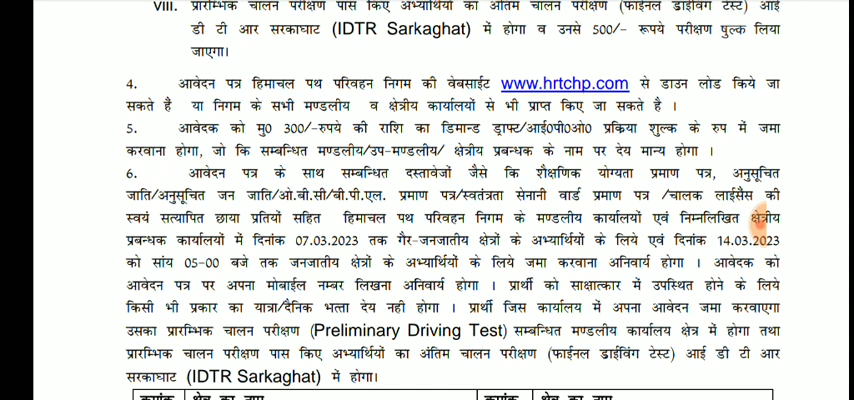 viii. प्रारम्भिक चालन परीक्षण पास किए अभ्यार्थियों का अंतिम चालन परीक्षण (फाईनल डाईविंग टेस्ट) आई
डी टी आर सरकाघाट (IDTR Sarkaghat) में होगा व उनसे 500/- रूपये परीक्षण षुल्क लिया
जाएगा।
4. आवेदन पत्र हिमाचल पथ परिवहन निगम की वेबसाईट www.hrtchp.com से डाउन लोड किये जा
सकते है या निगम के सभी मण्डलीय व क्षेत्रीय कार्यालयों से भी प्राप्त किए जा सकते है ।
5. आवेदक को मु0 300/-रुपये की राशि का डिमान्ड ड्राफ्ट/आई0पी0ओ0 प्रक्रिया शुल्क के रुप में जमा
करवाना होगा, जो कि सम्बन्धित मण्डलीय/उप-मण्डलीय/ क्षेत्रीय प्रबन्धक के नाम पर देय मान्य होगा ।
6. आवेदन पत्र के साथ सम्बन्धित दस्तावेजों जैसे कि शैक्षणिक योग्यता प्रमाण पत्र, अनुसूचित
जाति/अनुसूचित जन जाति/ओ.बी.सी/बी.पी.एल. प्रमाण पत्र/स्वतंत्रता सेनानी वार्ड प्रमाण पत्र /चालक लाईसैंस की
स्वयं सत्यापित छाया प्रतियों सहित हिमाचल पथ परिवहन निगम के मण्डलीय कार्यालयों एवं निम्नलिखित क्षेत्रीय
प्रबन्धक कार्यालयों में दिनांक 07.03.2023 तक गैर-जनजातीय क्षेत्रों के अभ्यार्थियों के लिये एवं दिनांक 14.03.2023
को सांय 05-00 बजे तक जनजातीय क्षेत्रों के अभ्यार्थियों के लिये जमा करवाना अनिवार्य होगा । आवेदक को
आवेदन पत्र पर अपना मोबाईल नम्बर लिखना अनिवार्य होगा । प्रार्थी को साक्षात्कार में उपस्थित होने के लिये
किसी भी प्रकार का यात्रा/दैनिक भत्ता देय नही होगा । प्रार्थी जिस कार्यालय में अपना आवेदन जमा करवाएगा
उसका प्रारम्भिक चालन परीक्षण (Preliminary Driving Test) सम्बन्धित मण्डलीय कार्यालय क्षेत्र में होगा तथा
प्रारम्भिक चालन परीक्षण पास किए अभ्यार्थियों का अंतिम चालन परीक्षण (फाईनल डाईविंग टेस्ट) आई डी टी आर
सरकाघाट (IDTR Sarkaghat) में होगा।
क्रमांक क्षेत्र का नाम क्रमांक क्षेत्र का नाम